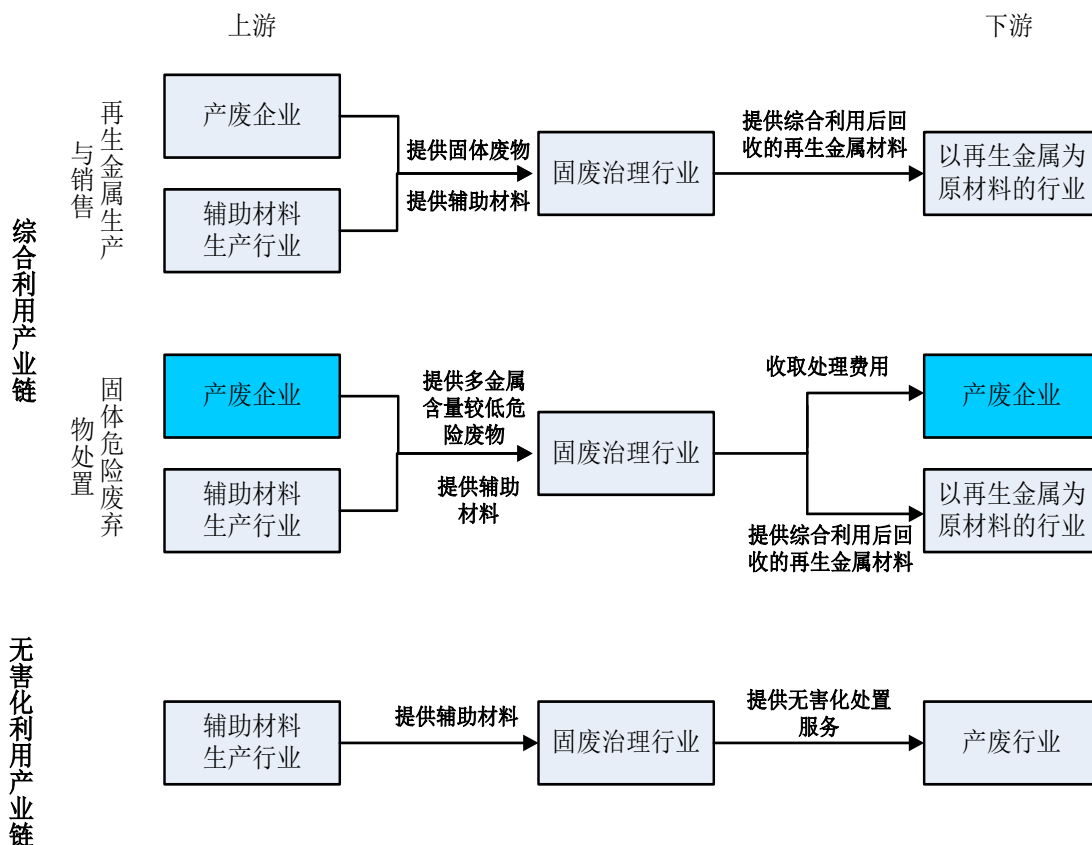 上游
下游
综合利用产业链
再生金属生产
与销售
产废企业
辅助材料
生产行业
提供固体废物
提供辅助材料
固废治理行业
提供综合利用后回
收的再生金属材料
以再生金属为
原材料的行业
固体危险废弃
物处置
产废企业
辅助材料
生产行业
提供多金属
含量较低危
险废物
提供辅助
材料
固废治理行业
收取处理费用
产废企业
提供综合利用后回
收的再生金属材料
以再生金属为
原材料的行业
无害化利用产业链
辅助材料
生产行业
提供辅助材料
固废治理行业
提供无害化处置
服务
产废行业